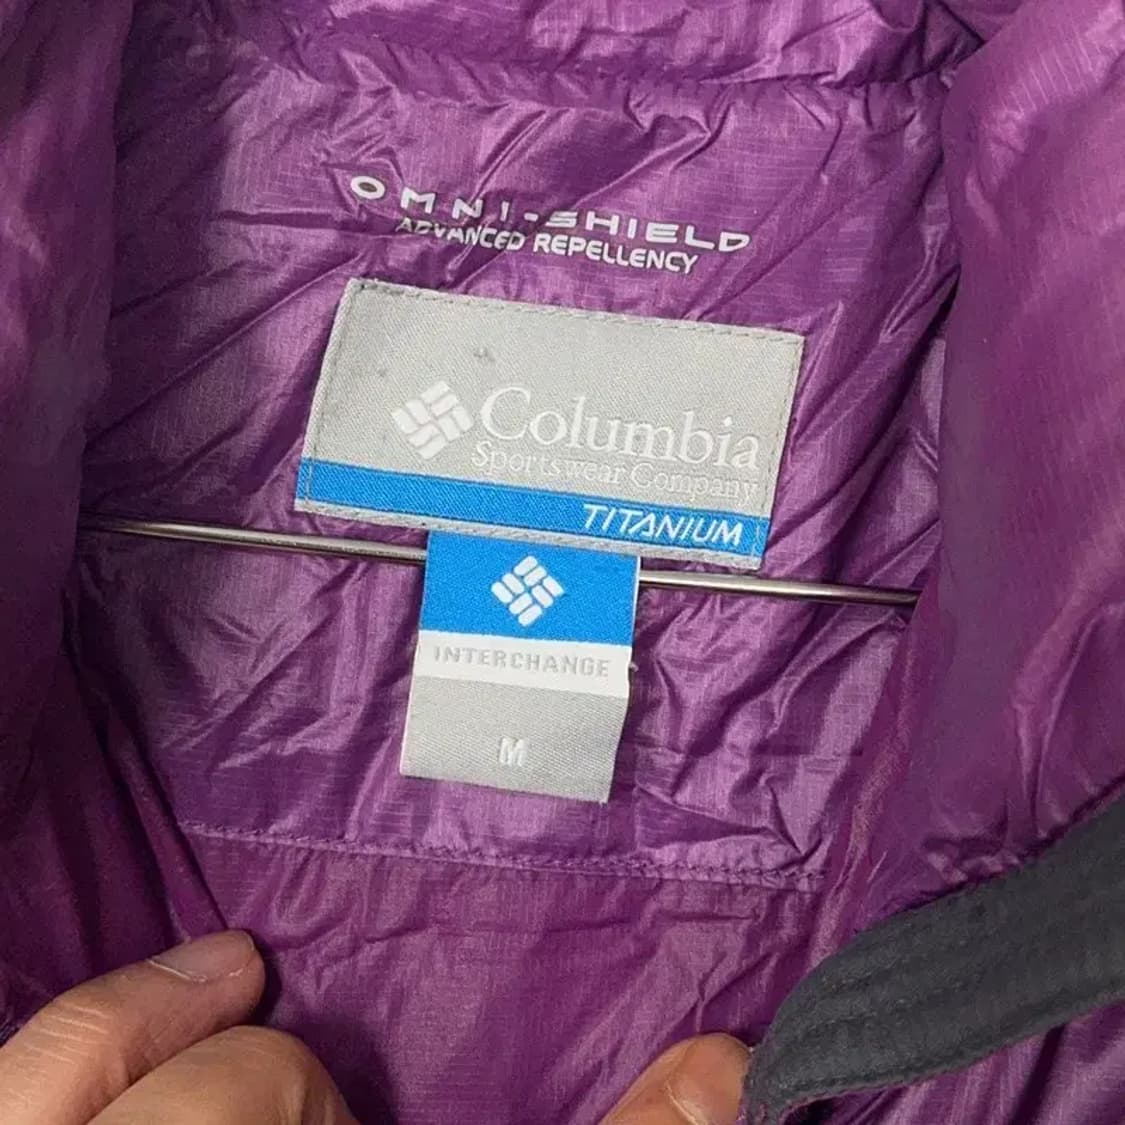 OMNI-SHIELD
ADVANCED REPELLENCY
Columbia
Sportswear Company
TITANIUM
INTERCHANGE
M